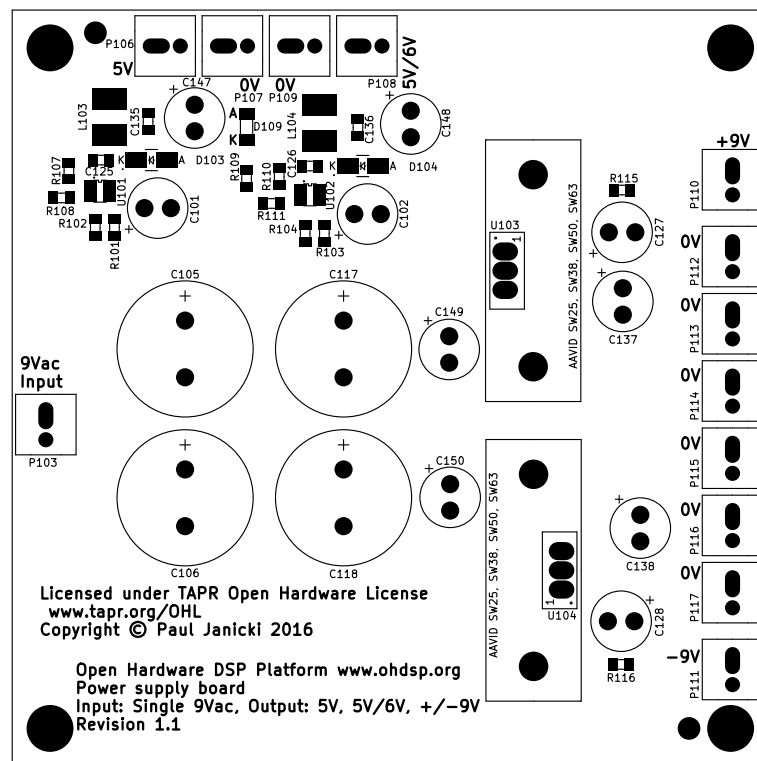 P106
5V
C147
0V
P107
P109
0V
P108
5V/6V
L103
C135
A
D109
K
L104
C136
C148
K
K
A
D103
K
K
A
D104
R107
C125
U101
R108
R102
R101
C101
R109
R110
C126
U102
R111
R104
R103
C102
+9V
P110
R115
U103
1
AAVID SW25, SW38, SW50, SW63
C127
0V
P112
C105
C117
C149
C137
0V
P113
9Vac
Input
P103
0V
P114
0V
P115
C150
AAVID SW25, SW38, SW50, SW63
C138
0V
P116
C106
C118
1
U104
C128
0V
P117
R116
-9V
P111
Licensed under TAPR Open Hardware License
www.tapr.org/OHL
Copyright © Paul Janicki 2016
Open Hardware DSP Platform www.ohdsp.org
Power supply board
Input: Single 9Vac, Output: 5V, 5V/6V, +/-9V
Revision 1.1